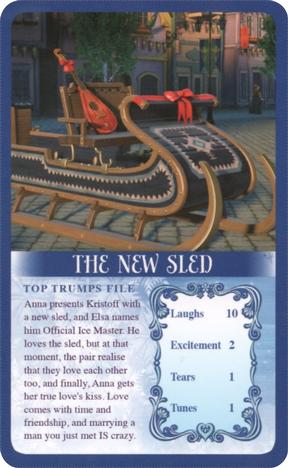 THE NEW SLED
TOP TRUMPS FILE
Anna presents Kristoff with
a new sled, and Elsa names
him Official Ice Master. He
loves the sled, but at that
moment, the pair realise
that they love each other
too, and finally, Anna gets
her true love's kiss. Love
comes with time and
friendship, and marrying a
man you just met IS crazy.
Laughs 10
Excitement 2
Tears 1
Tunes 1